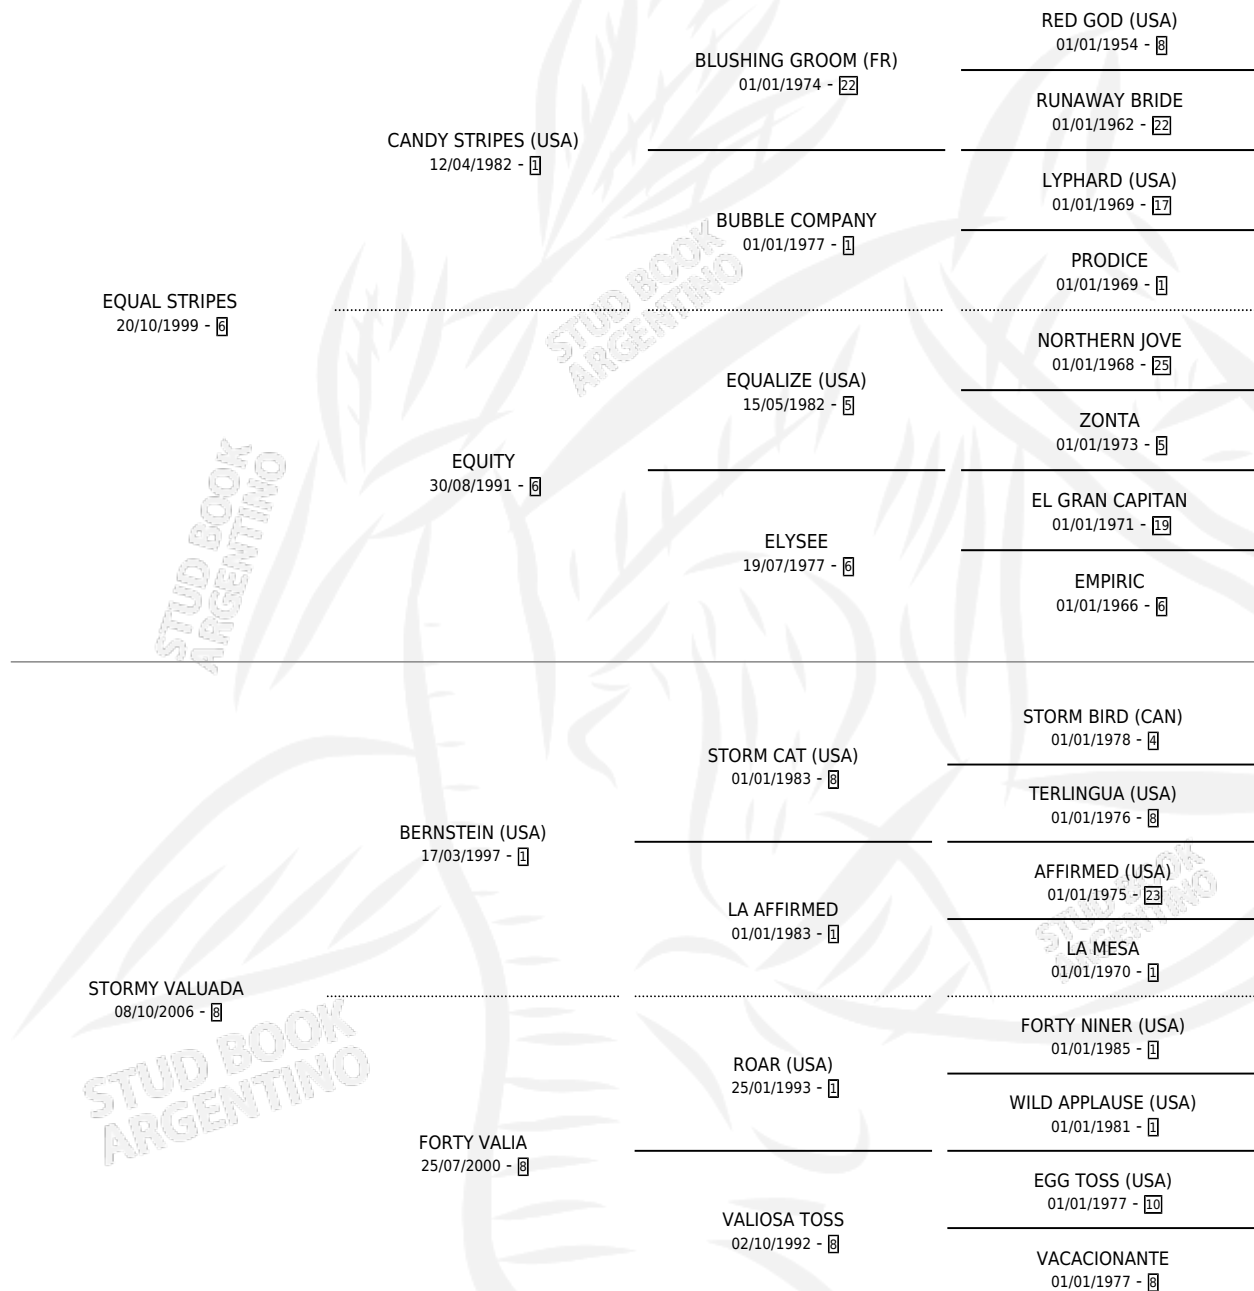 RED GOD (USA)
01/01/1954 - 8
BLUSHING GROOM (FR)
01/01/1974 - 22
RUNAWAY BRIDE
01/01/1962 - 22
CANDY STRIPES (USA)
12/04/1982 - 1
LYPHARD (USA)
01/01/1969 - 17
BUBBLE COMPANY
01/01/1977 - 1
PRODICE
01/01/1969 - 1
EQUAL STRIPES
20/10/1999 - 6
STUD BOOK
ARGENTINO
NORTHERN JOVE
01/01/1968 - 25
EQUALIZE (USA)
15/05/1982 - 5
ZONTA
01/01/1973 - 5
EQUITY
30/08/1991 - 6
EL GRAN CAPITAN
01/01/1971 - 19
ELYSEE
19/07/1977 - 6
EMPIRIC
01/01/1966 - 6
STUD BOOK
ARGENTINO
STORM BIRD (CAN)
01/01/1978 - 4
STORM CAT (USA)
01/01/1983 - 8
TERLINGUA (USA)
01/01/1976 - 8
BERNSTEIN (USA)
17/03/1997 - 1
AFFIRMED (USA)
01/01/1975 - 23
LA AFFIRMED
01/01/1983 - 1
STUD BOOK
ARGENTINO
LA MESA
01/01/1970 - 1
STORMY VALUADA
08/10/2006 - 8
STUD BOOK
ARGENTINO
FORTY NINER (USA)
01/01/1985 - 1
ROAR (USA)
25/01/1993 - 1
WILD APPLAUSE (USA)
01/01/1981 - 1
FORTY VALIA
25/07/2000 - 8
EGG TOSS (USA)
01/01/1977 - 10
VALIOSA TOSS
02/10/1992 - 8
VACACIONANTE
01/01/1977 - 8